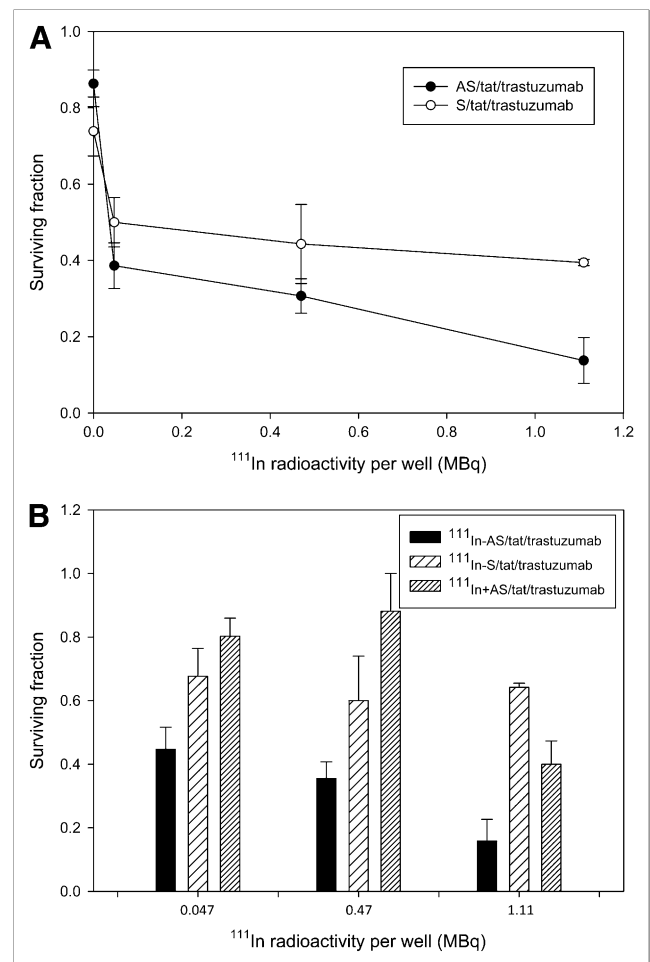 A
1.0
0.8
0.6
0.4
0.2
0.0
Surviving fraction
AS/tat/trastuzumab
S/tat/trastuzumab
0.0 0.2 0.4 0.6 0.8 1.0 1.2
¹¹¹In radioactivity per well (MBq)
B
1.2
1.0
0.8
0.6
0.4
0.2
0.0
Surviving fraction
¹¹¹In-AS/tat/trastuzumab
¹¹¹In-S/tat/trastuzumab
¹¹¹In+AS/tat/trastuzumab
0.047 0.47 1.11
¹¹¹In radioactivity per well (MBq)